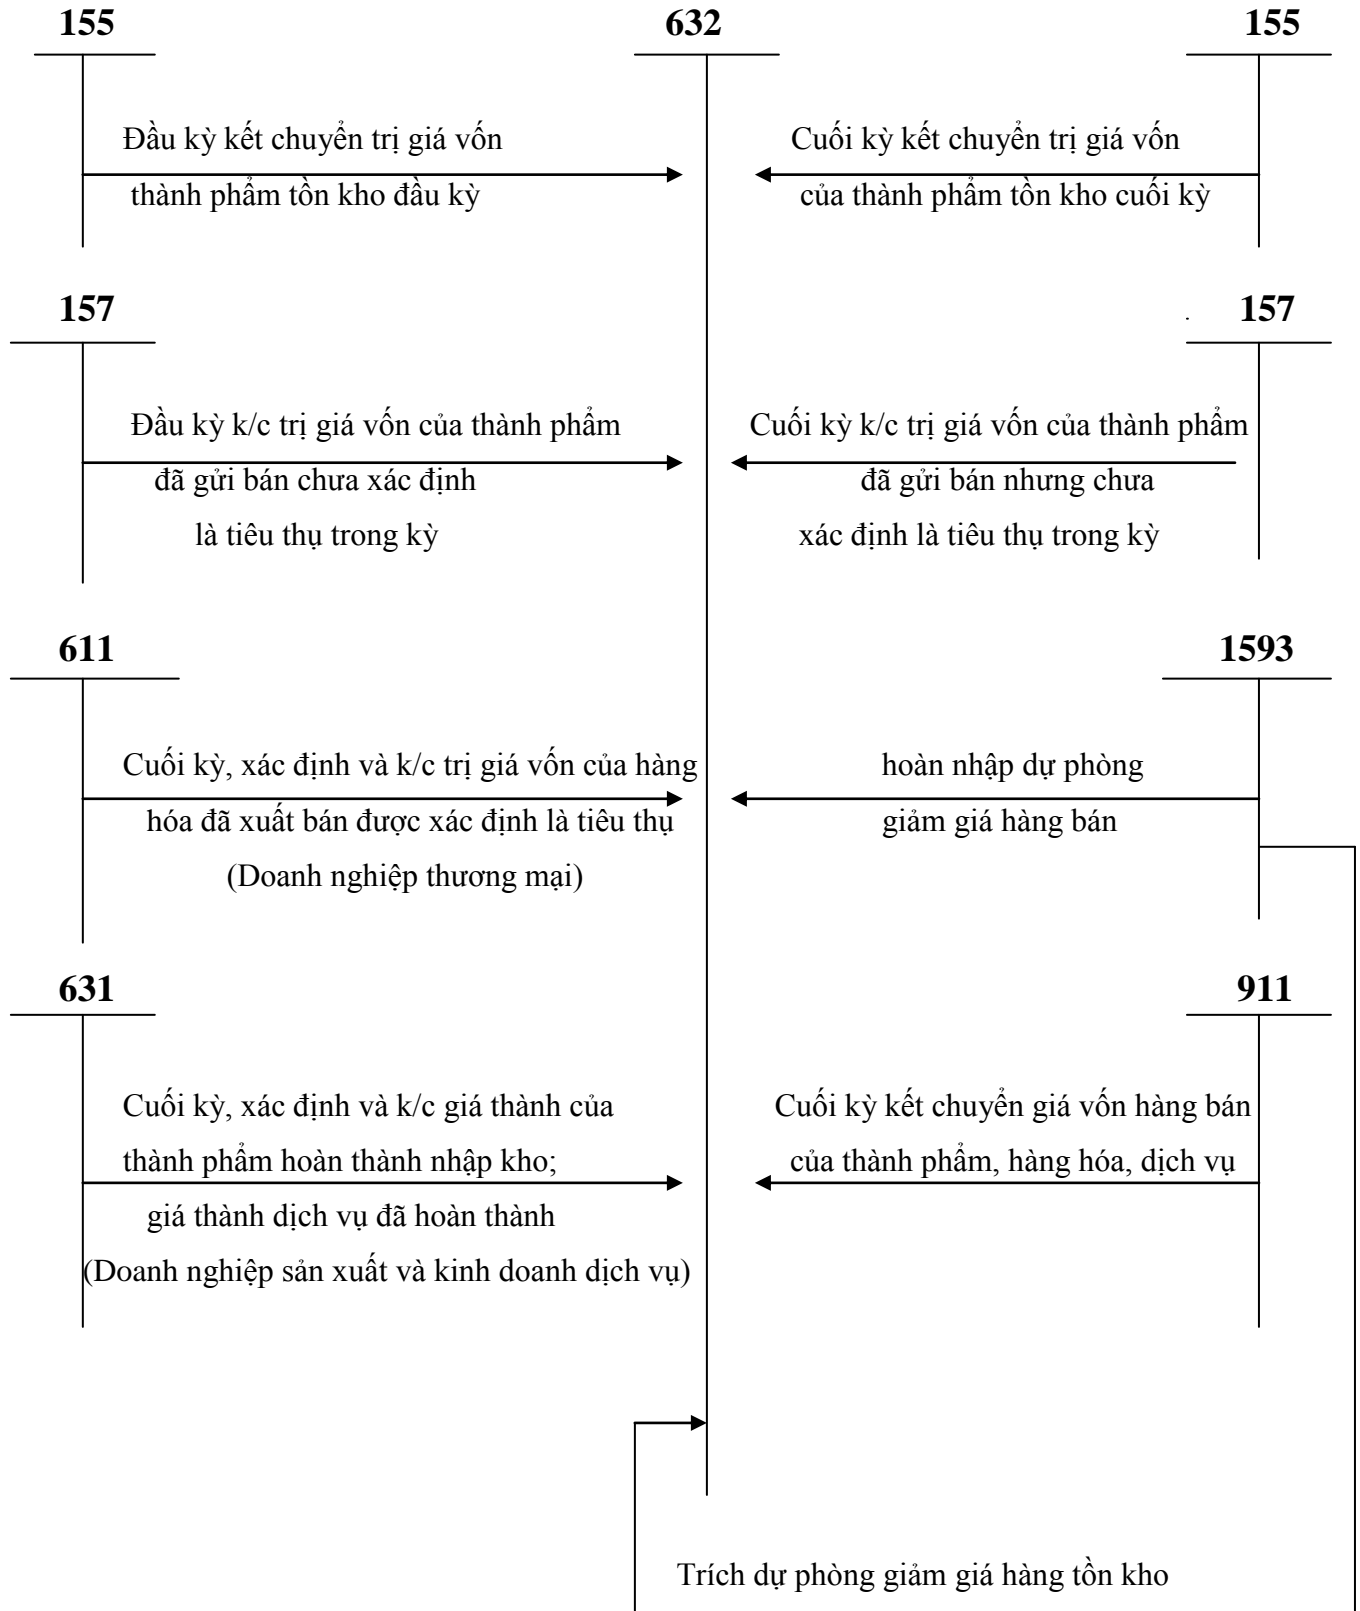 155
632
155
Đầu kỳ kết chuyển trị giá vốn
thành phẩm tồn kho đầu kỳ
Cuối kỳ kết chuyển trị giá vốn
của thành phẩm tồn kho cuối kỳ
157
157
Đầu kỳ k/c trị giá vốn của thành phẩm
đã gửi bán chưa xác định
là tiêu thụ trong kỳ
Cuối kỳ k/c trị giá vốn của thành phẩm
đã gửi bán nhưng chưa
xác định là tiêu thụ trong kỳ
611
1593
Cuối kỳ, xác định và k/c trị giá vốn của hàng
hóa đã xuất bán được xác định là tiêu thụ
(Doanh nghiệp thương mại)
hoàn nhập dự phòng
giảm giá hàng bán
631
911
Cuối kỳ, xác định và k/c giá thành của
thành phẩm hoàn thành nhập kho;
giá thành dịch vụ đã hoàn thành
(Doanh nghiệp sản xuất và kinh doanh dịch vụ)
Cuối kỳ kết chuyển giá vốn hàng bán
của thành phẩm, hàng hóa, dịch vụ
Trích dự phòng giảm giá hàng tồn kho